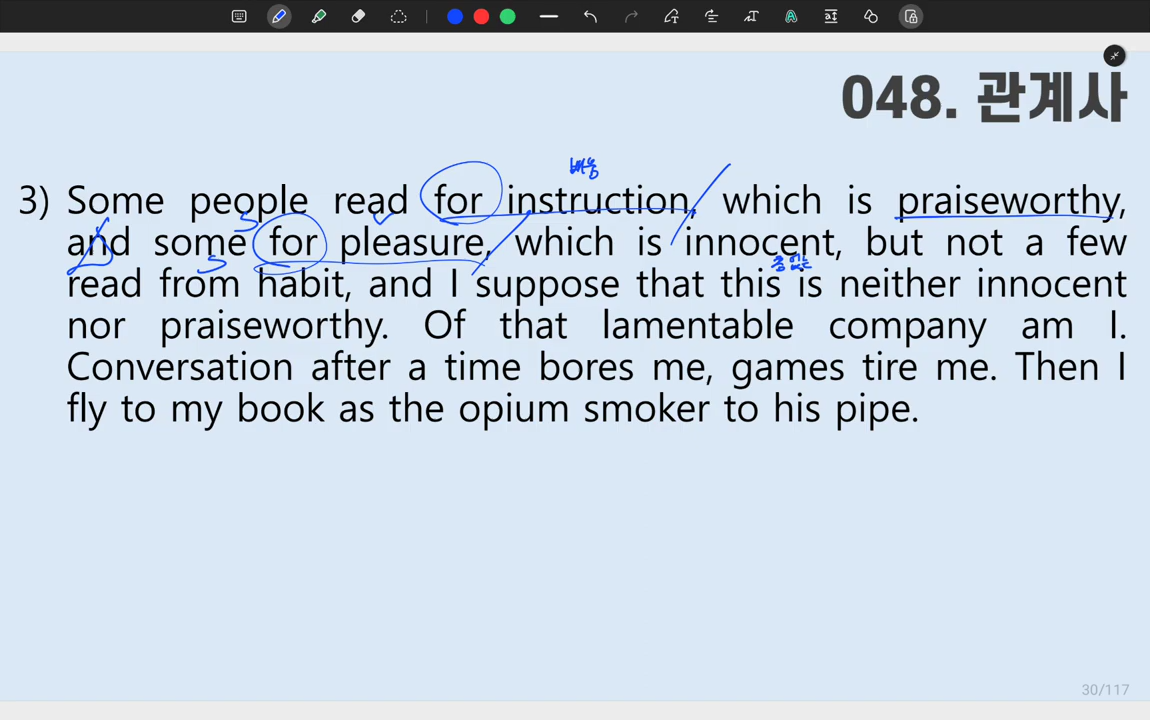 048. 관계사
배움
3) Some people read for instruction, which is praiseworthy,
S
and some for pleasure, which is innocent, but not a few
S
read from habit, and I suppose that this is neither innocent
nor praiseworthy. Of that lamentable company am I.
Conversation after a time bores me, games tire me. Then I
fly to my book as the opium smoker to his pipe.
30/117